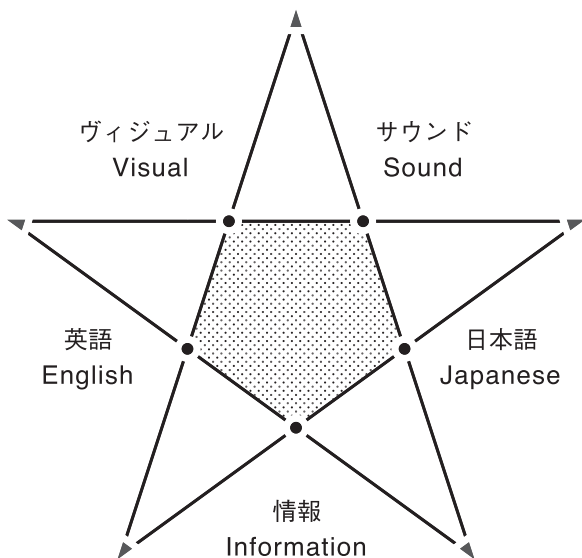 ヴィジュアル
Visual
サウンド
Sound
英語
English
日本語
Japanese
情報
Information